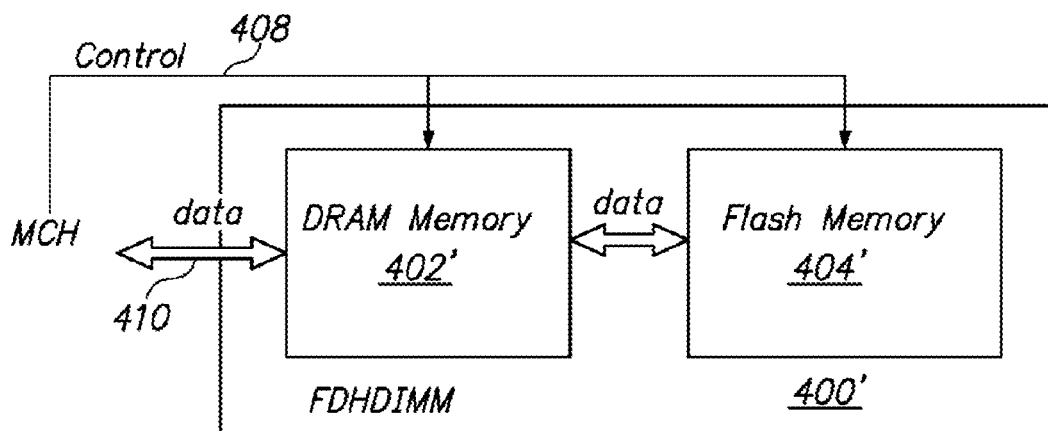 408
Control
data
MCH
410
DRAM Memory
402'
data
Flash Memory
404'
FDHDIMM
400'